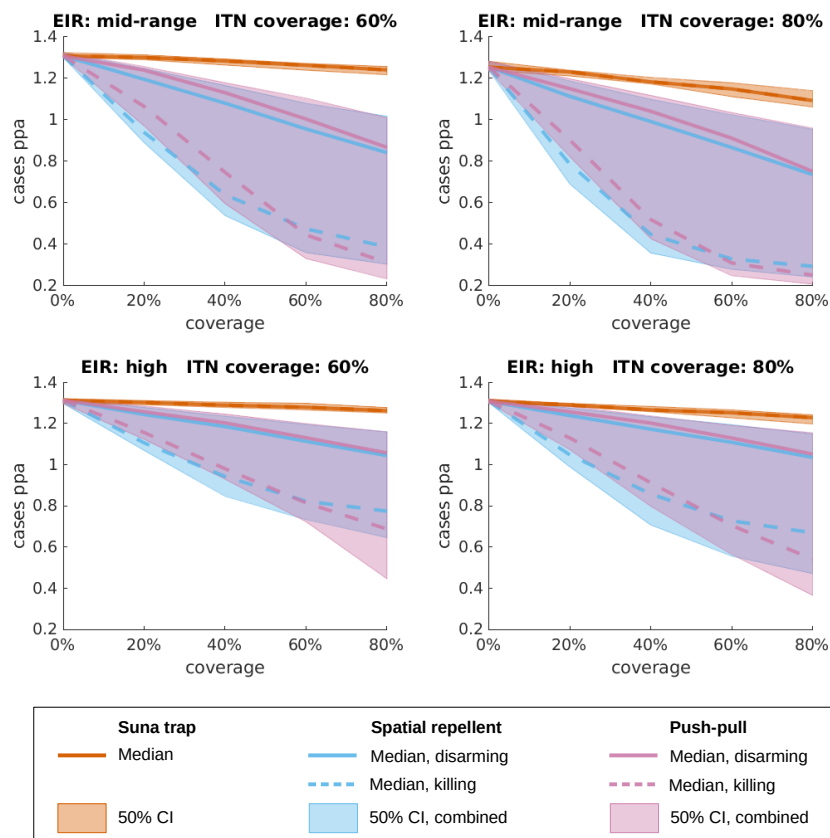 EIR: mid-range ITN coverage: 60%
1.4
1.2
1
0.8
0.6
0.4
0.2
cases ppa
0% 20% 40% 60% 80%
coverage
EIR: mid-range ITN coverage: 80%
1.4
1.2
1
0.8
0.6
0.4
0.2
cases ppa
0% 20% 40% 60% 80%
coverage
EIR: high ITN coverage: 60%
1.4
1.2
1
0.8
0.6
0.4
0.2
cases ppa
0% 20% 40% 60% 80%
coverage
EIR: high ITN coverage: 80%
1.4
1.2
1
0.8
0.6
0.4
0.2
cases ppa
0% 20% 40% 60% 80%
coverage
Suna trap Spatial repellent Push-pull
Median Median, disarming Median, disarming
Median, killing Median, killing
50% CI 50% CI, combined 50% CI, combined